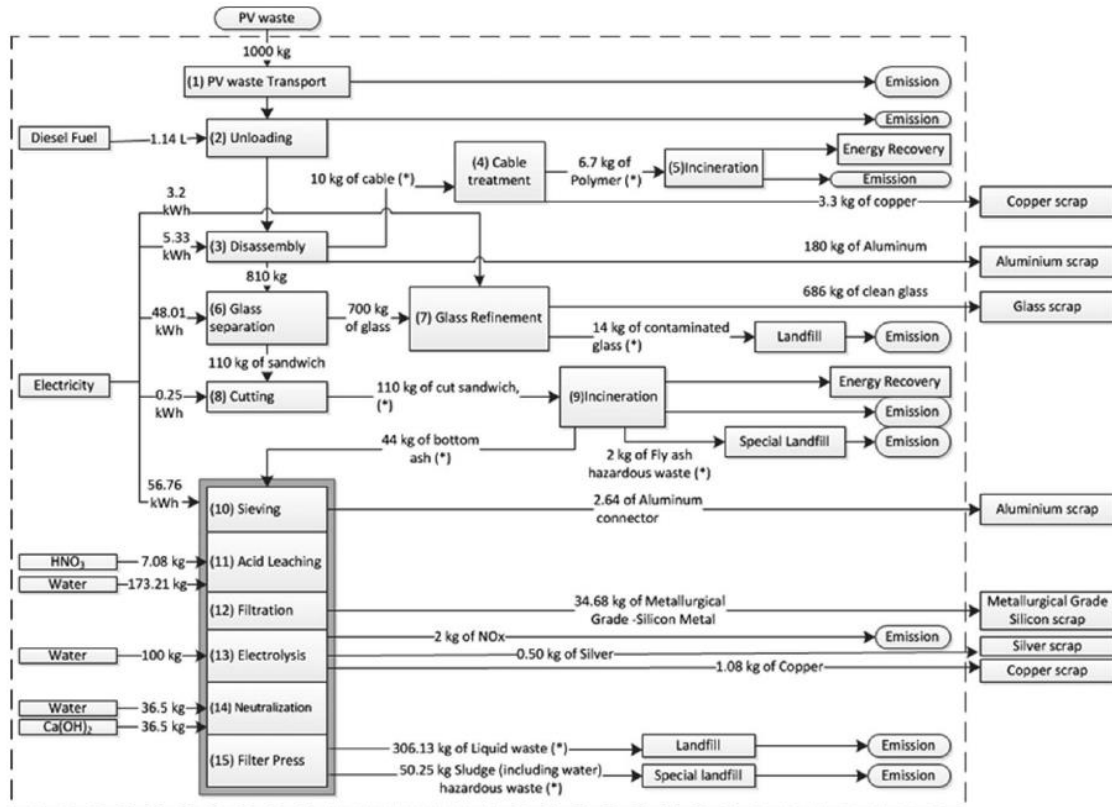 PV waste
1000 kg
(1) PV waste Transport
Emission
Diesel Fuel
1.14 L
(2) Unloading
Emission
(4) Cable
treatment
6.7 kg of
Polymer (*)
(5)Incineration
Energy Recovery
Emission
10 kg of cable (*)
3.3 kg of copper
Copper scrap
3.2
kWh
5.33
kWh
(3) Disassembly
180 kg of Aluminum
Aluminium scrap
810 kg
48.01
kWh
(6) Glass
separation
700 kg
of glass
(7) Glass Refinement
686 kg of clean glass
Glass scrap
14 kg of contaminated
glass (*)
Landfill
Emission
110 kg of sandwich
Electricity
0.25
kWh
(8) Cutting
110 kg of cut sandwich,
(*)
(9)Incineration
Energy Recovery
Emission
44 kg of bottom
ash (*)
2 kg of Fly ash
hazardous waste (*)
Special Landfill
Emission
56.76
kWh
(10) Sieving
2.64 of Aluminum
connector
Aluminium scrap
HNO3
7.08 kg
(11) Acid Leaching
Water
173.21 kg
(12) Filtration
34.68 kg of Metallurgical
Grade -Silicon Metal
Metallurgical Grade
Silicon scrap
2 kg of NOx
Emission
Water
100 kg
(13) Electrolysis
0.50 kg of Silver
Silver scrap
1.08 kg of Copper
Copper scrap
Water
36.5 kg
(14) Neutralization
Ca(OH)2
36.5 kg
(15) Filter Press
306.13 kg of Liquid waste (*)
Landfill
Emission
50.25 kg Sludge (including water)
hazardous waste (*)
Special landfill
Emission